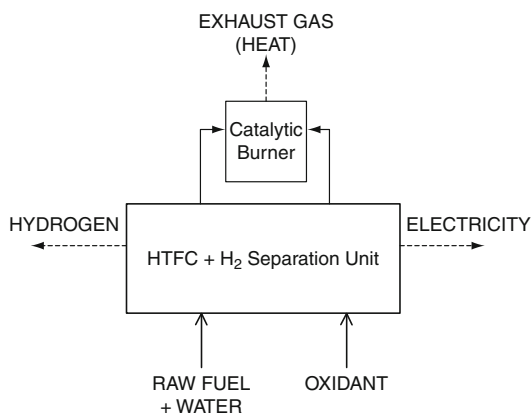 EXHAUST GAS
(HEAT)
Catalytic
Burner
HYDROGEN
ELECTRICITY
HTFC + H₂ Separation Unit
RAW FUEL
+ WATER
OXIDANT